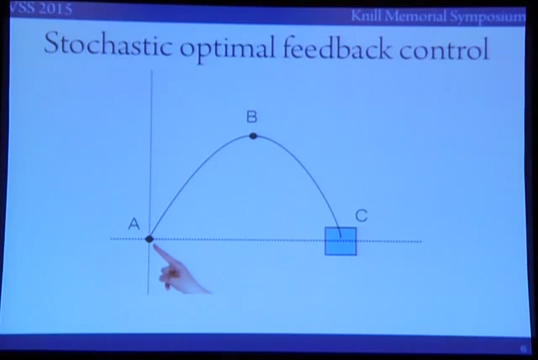 VSS 2015
Knill Memorial Symposium
Stochastic optimal feedback control
B
A
C